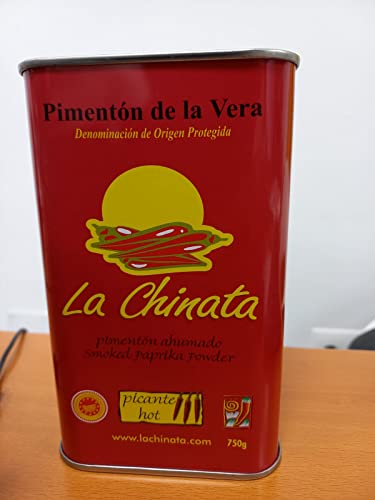 Pimentón de la Vera
Denominación de Origen Protegida
La Chinata
pimentón ahumado
Smoked Paprika Powder
picante
hot
www.lachinata.com
750g